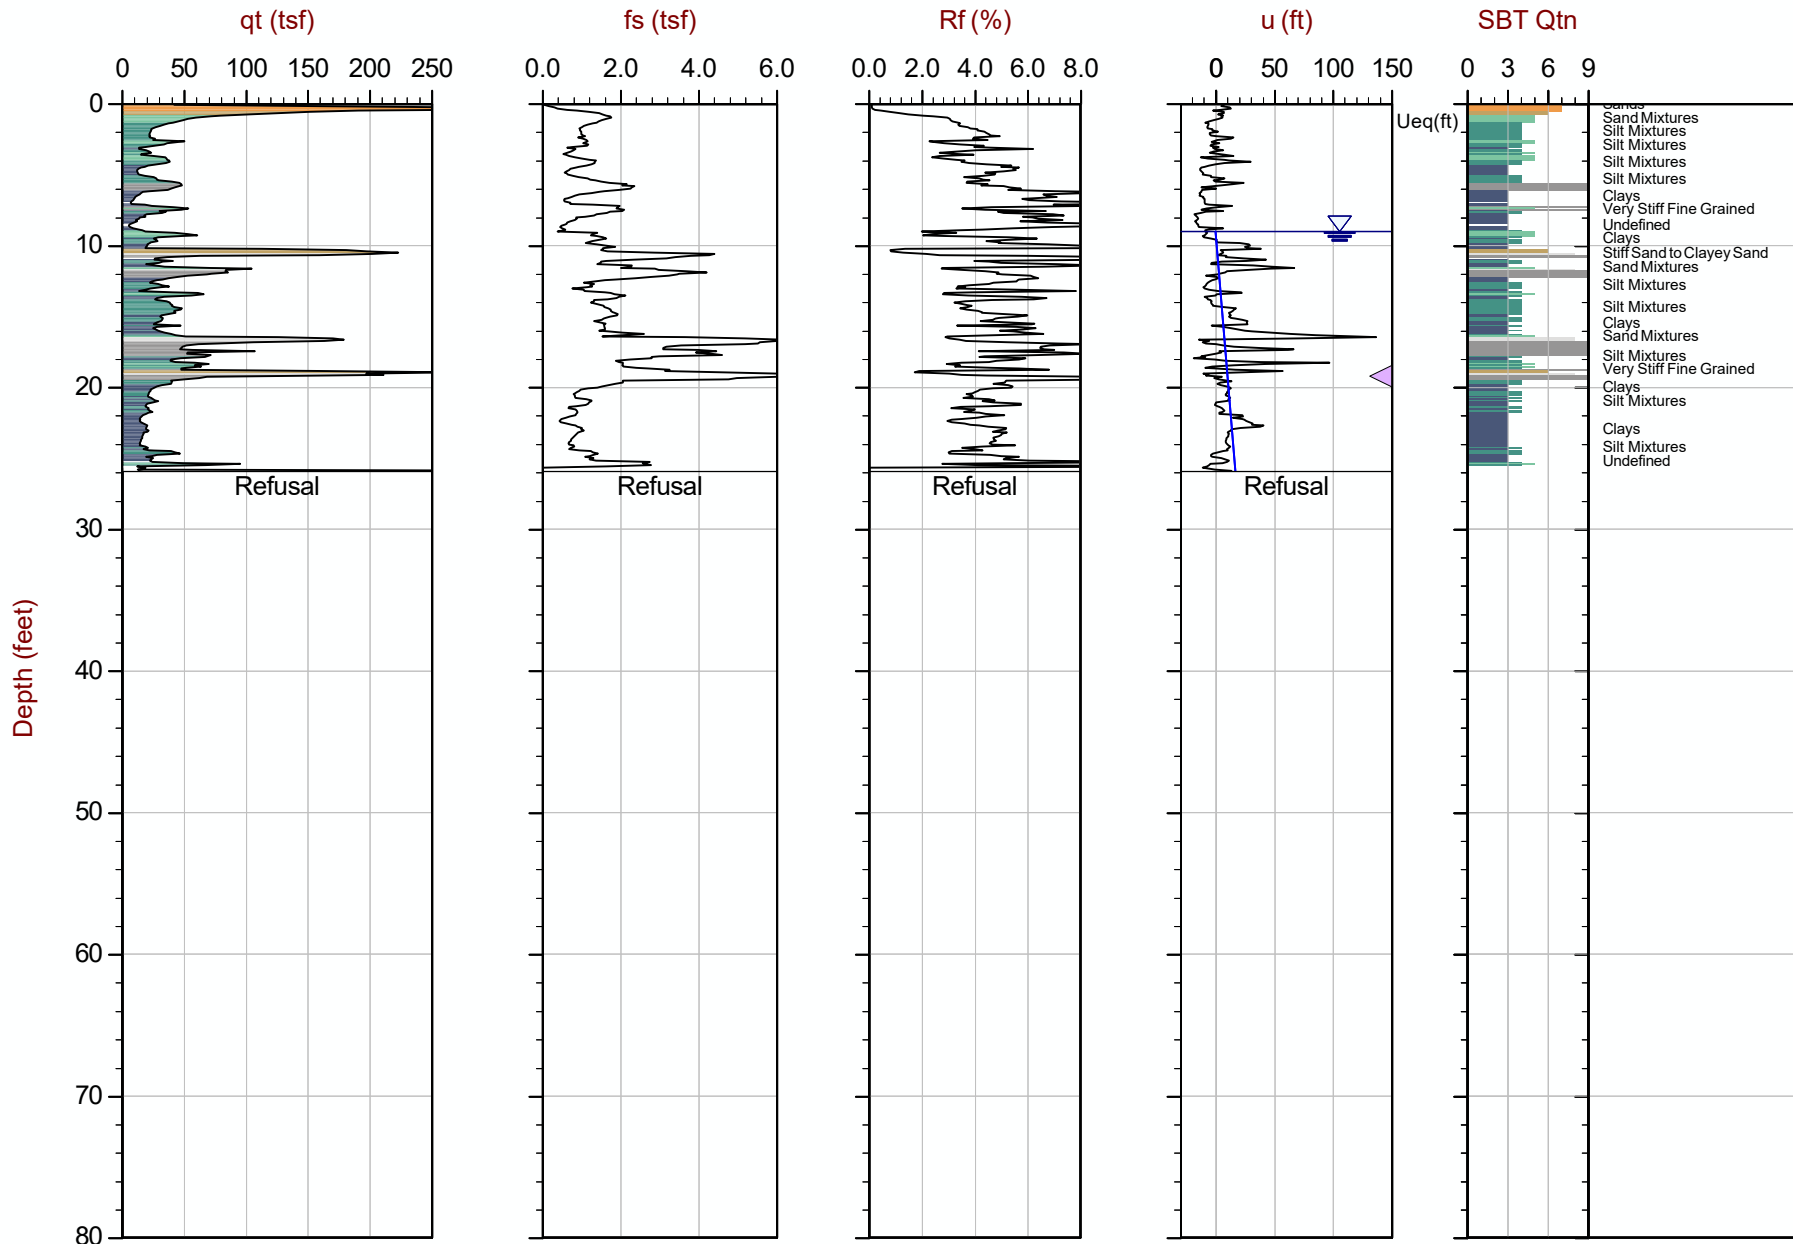 qt (tsf)
fs (tsf)
Rf (%)
u (ft)
SBT Qtn
0 50 100 150 200 250
0.0 2.0 4.0 6.0
0.0 2.0 4.0 6.0 8.0
0 50 100 150
0 3 6 9
Depth (feet)
0
10
20
30
40
50
60
70
80
Refusal
Refusal
Refusal
Refusal
Ueq(ft)
Sands
Sand Mixtures
Silt Mixtures
Silt Mixtures
Silt Mixtures
Silt Mixtures
Clays
Very Stiff Fine Grained
Undefined
Clays
Stiff Sand to Clayey Sand
Sand Mixtures
Silt Mixtures
Silt Mixtures
Clays
Sand Mixtures
Silt Mixtures
Very Stiff Fine Grained
Clays
Silt Mixtures
Clays
Silt Mixtures
Undefined